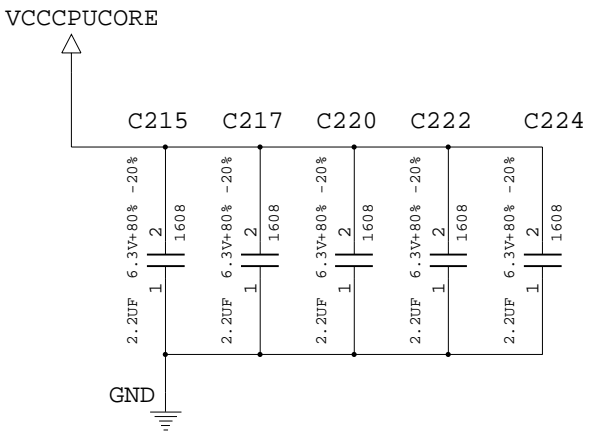 VCCCPUCORE
C215
C217
C220
C222
C224
2.2UF 6.3V+80% -20%
2
1
1608
2.2UF 6.3V+80% -20%
2
1
1608
2.2UF 6.3V+80% -20%
2
1
1608
2.2UF 6.3V+80% -20%
2
1
1608
2.2UF 6.3V+80% -20%
2
1
1608
GND